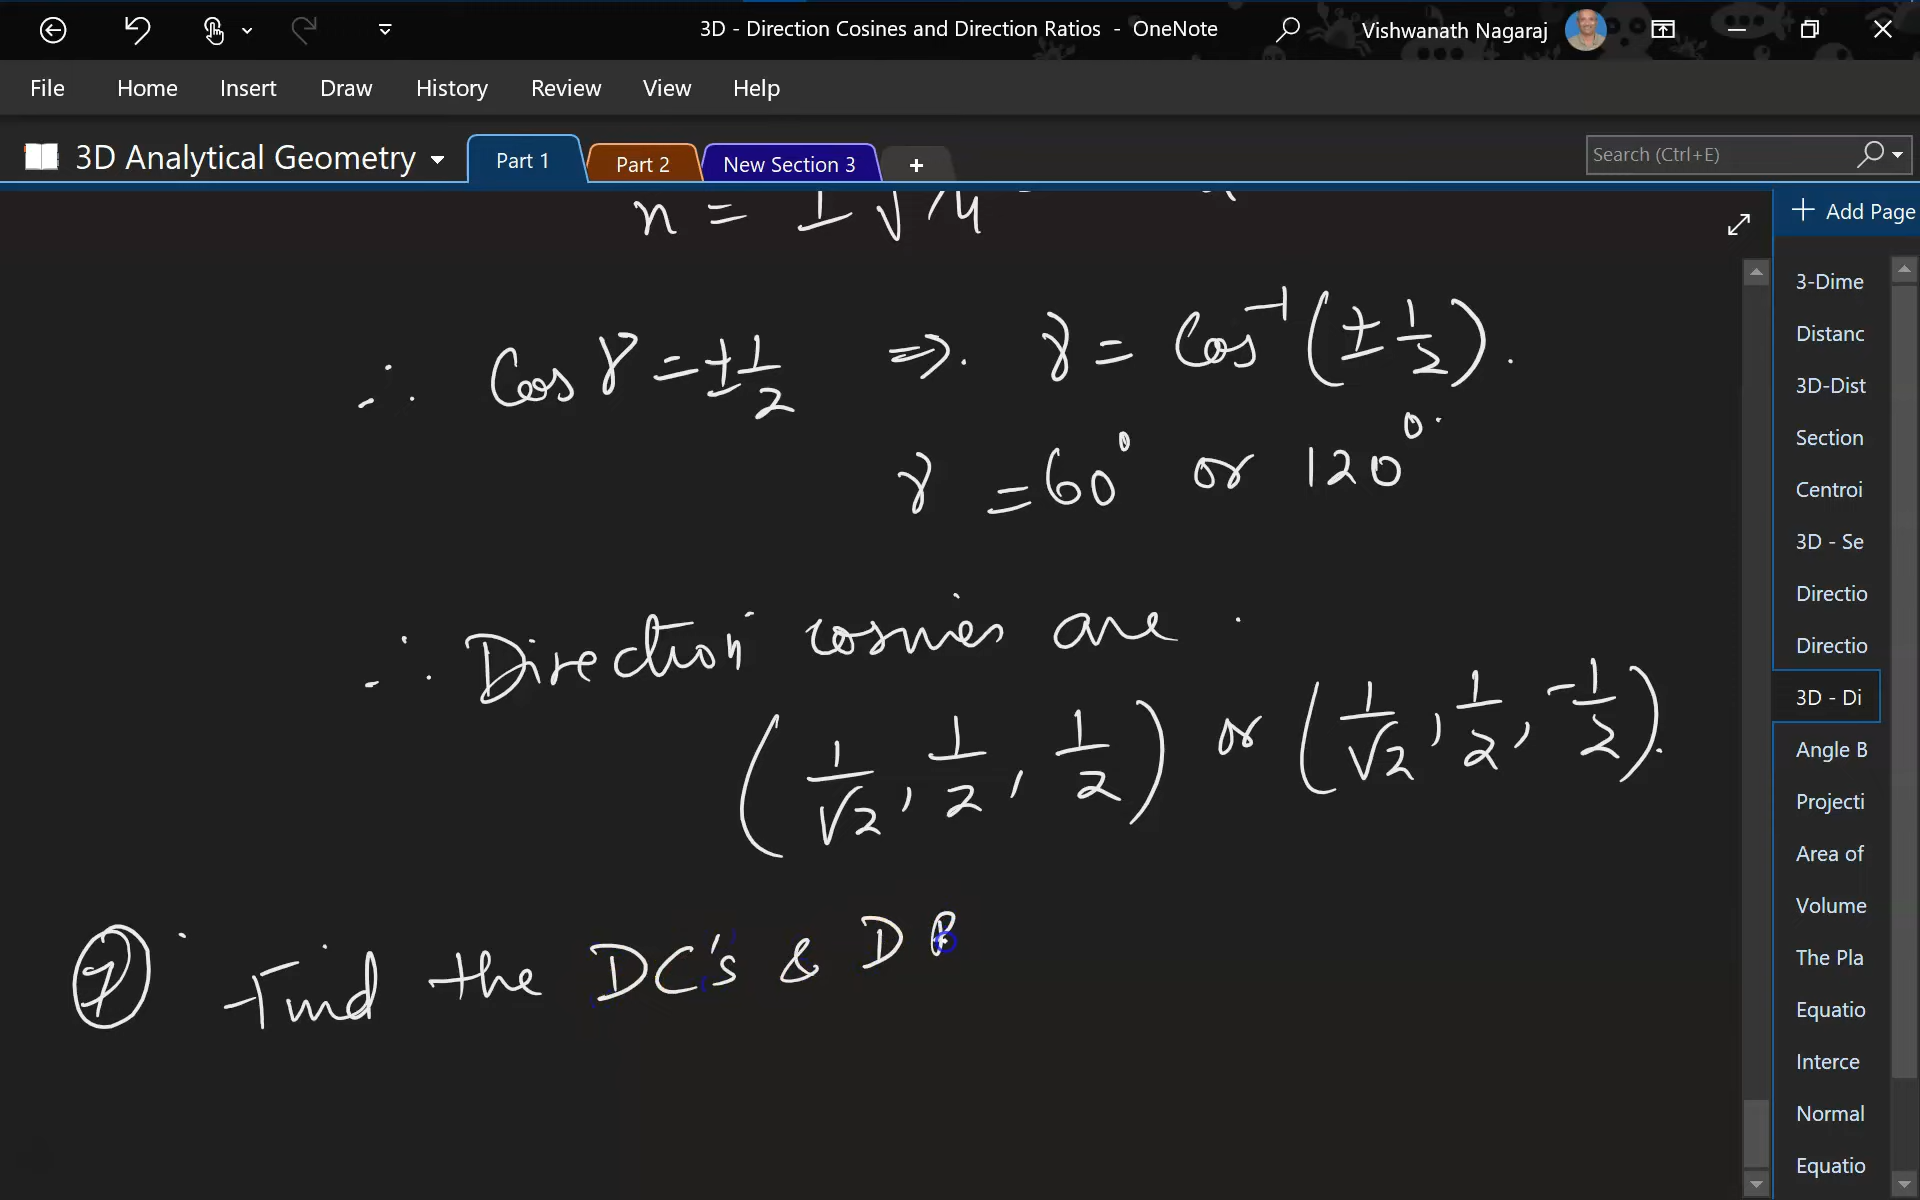 3D - Direction Cosines and Direction Ratios - OneNote
Vishwanath Nagaraj
File Home Insert Draw History Review View Help
3D Analytical Geometry Part 1 Part 2 New Section 3 +
Search (Ctrl+E)
+ Add Page
n = ± √
∴ Cos γ = ± 1/2 ⇒ γ = Cos⁻¹ (± 1/2).
γ = 60° or 120°.
∴ Direction cosines are
(1/√2, 1/2, 1/2) or (1/√2, 1/2, -1/2).
7 Find the DC's & D
3-Dime
Distanc
3D-Dist
Section
Centroi
3D - Se
Directio
Directio
3D - Di
Angle B
Projecti
Area of
Volume
The Pla
Equatio
Interce
Normal
Equatio